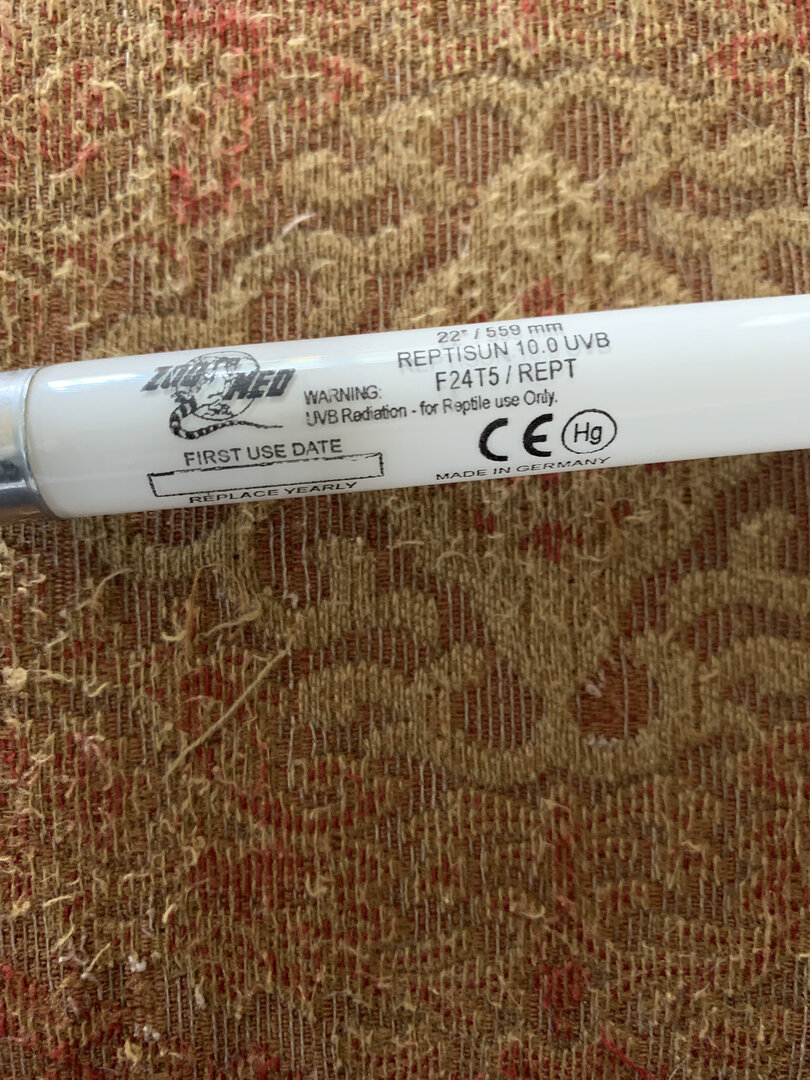 ZOO MED
FIRST USE DATE
REPLACE YEARLY
WARNING:
UVB Radiation - for Reptile use Only.
22" / 559 mm
REPTISUN 10.0 UVB
F24T5 / REPT
CE Hg
MADE IN GERMANY